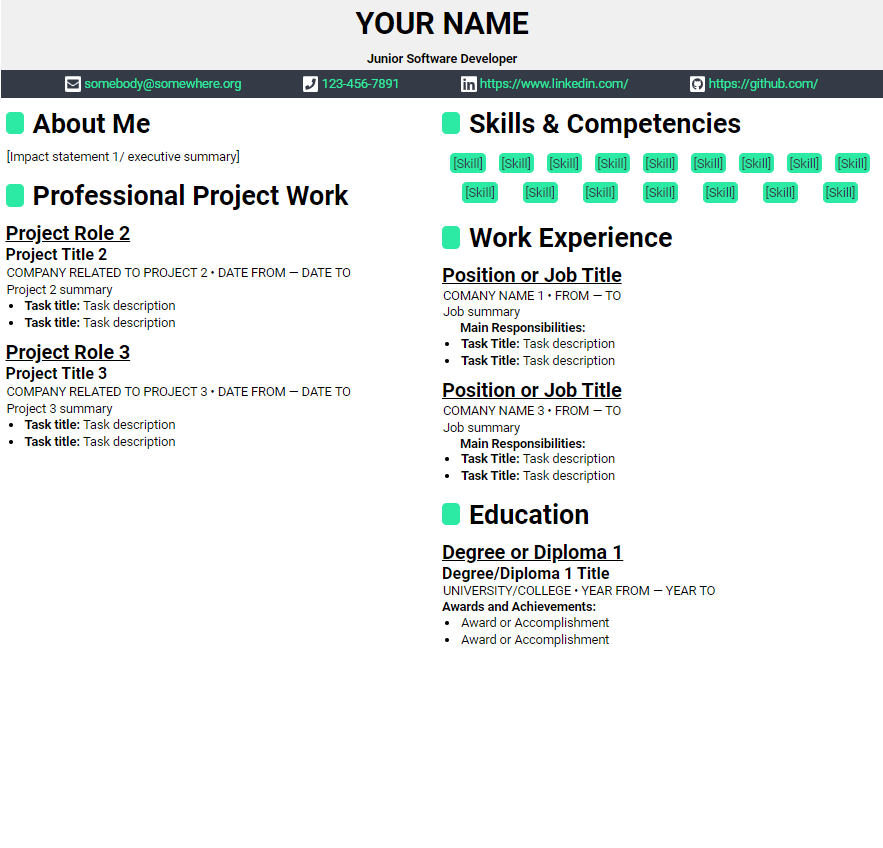 YOUR NAME
Junior Software Developer
somebody@somewhere.org 123-456-7891 https://www.linkedin.com/ https://github.com/
About Me
[Impact statement 1/ executive summary]
Professional Project Work
Project Role 2
Project Title 2
COMPANY RELATED TO PROJECT 2 • DATE FROM — DATE TO
Project 2 summary
• Task title: Task description
• Task title: Task description
Project Role 3
Project Title 3
COMPANY RELATED TO PROJECT 3 • DATE FROM — DATE TO
Project 3 summary
• Task title: Task description
• Task title: Task description
Skills & Competencies
[Skill] [Skill] [Skill] [Skill] [Skill] [Skill] [Skill] [Skill] [Skill]
[Skill] [Skill] [Skill] [Skill] [Skill] [Skill] [Skill]
Work Experience
Position or Job Title
COMANY NAME 1 • FROM — TO
Job summary
Main Responsibilities:
• Task Title: Task description
• Task Title: Task description
Position or Job Title
COMANY NAME 3 • FROM — TO
Job summary
Main Responsibilities:
• Task Title: Task description
• Task Title: Task description
Education
Degree or Diploma 1
Degree/Diploma 1 Title
UNIVERSITY/COLLEGE • YEAR FROM — YEAR TO
Awards and Achievements:
• Award or Accomplishment
• Award or Accomplishment